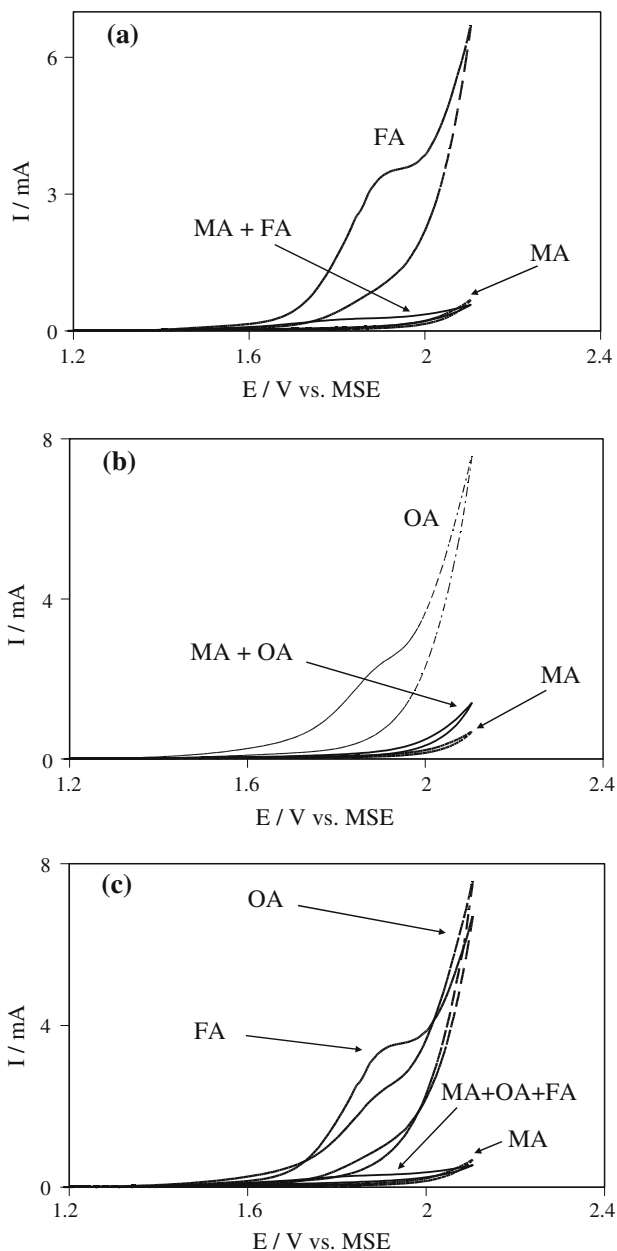 (a)
6
FA
I / mA
3
MA + FA
MA
0
1.2 1.6 2 2.4
E / V vs. MSE
8
(b)
OA
I / mA
4
MA + OA
MA
0
1.2 1.6 2 2.4
E / V vs. MSE
8
(c)
OA
FA
I / mA
4
MA+OA+FA
MA
0
1.2 1.6 2 2.4
E / V vs. MSE